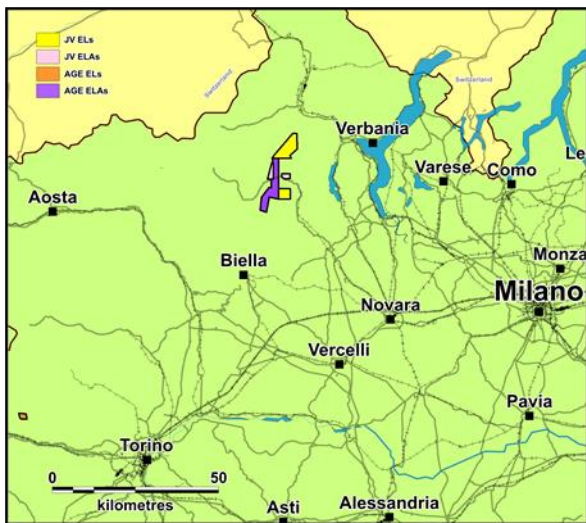 JV ELs
JV ELAs
AGE ELs
AGE ELAs
Switzerland
Switzerland
Verbania
Varese
Como
Le
Aosta
Biella
Monza
Milano
Novara
Vercelli
Pavia
Torino
0
50
kilometres
Asti
Alessandria